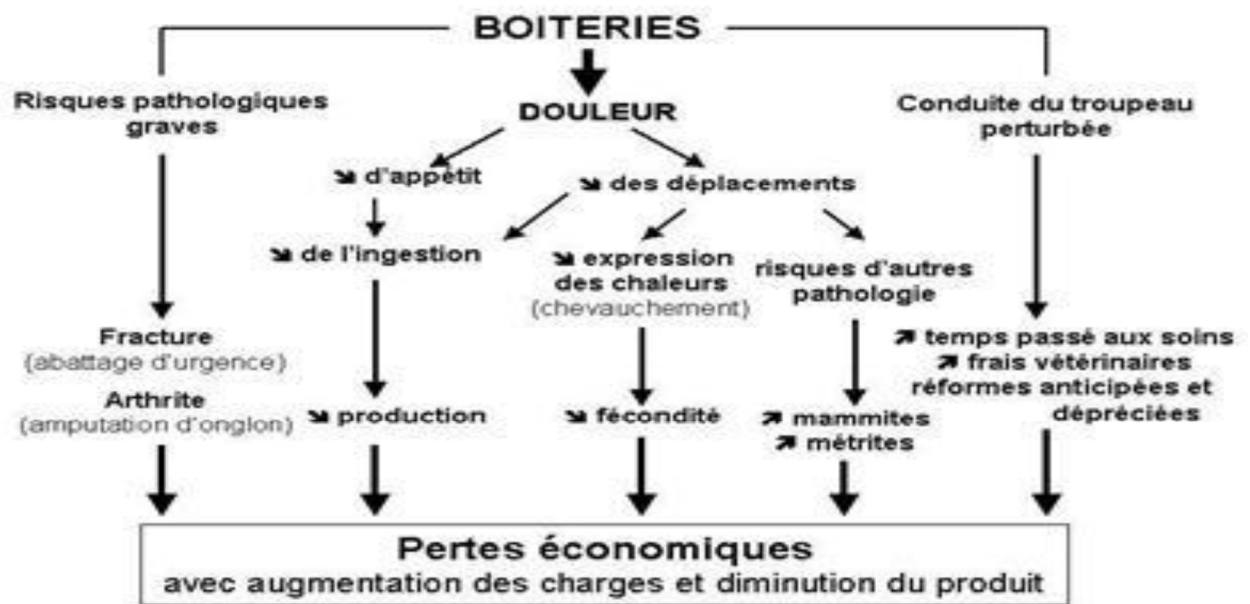 BOITERIES
Risques pathologiques
graves
DOULEUR
Conduite du troupeau
perturbée
↘ d'appétit
↘ des déplacements
↘ de l'ingestion
↘ expression
des chaleurs
(chevauchement)
risques d'autres
pathologie
Fracture
(abattage d'urgence)
Arthrite
(amputation d'onglon)
↘ production
↘ fécondité
↗ mammites
↗ métrites
↗ temps passé aux soins
↗ frais vétérinaires
réformes anticipées et
dépréciées
Pertes économiques
avec augmentation des charges et diminution du produit